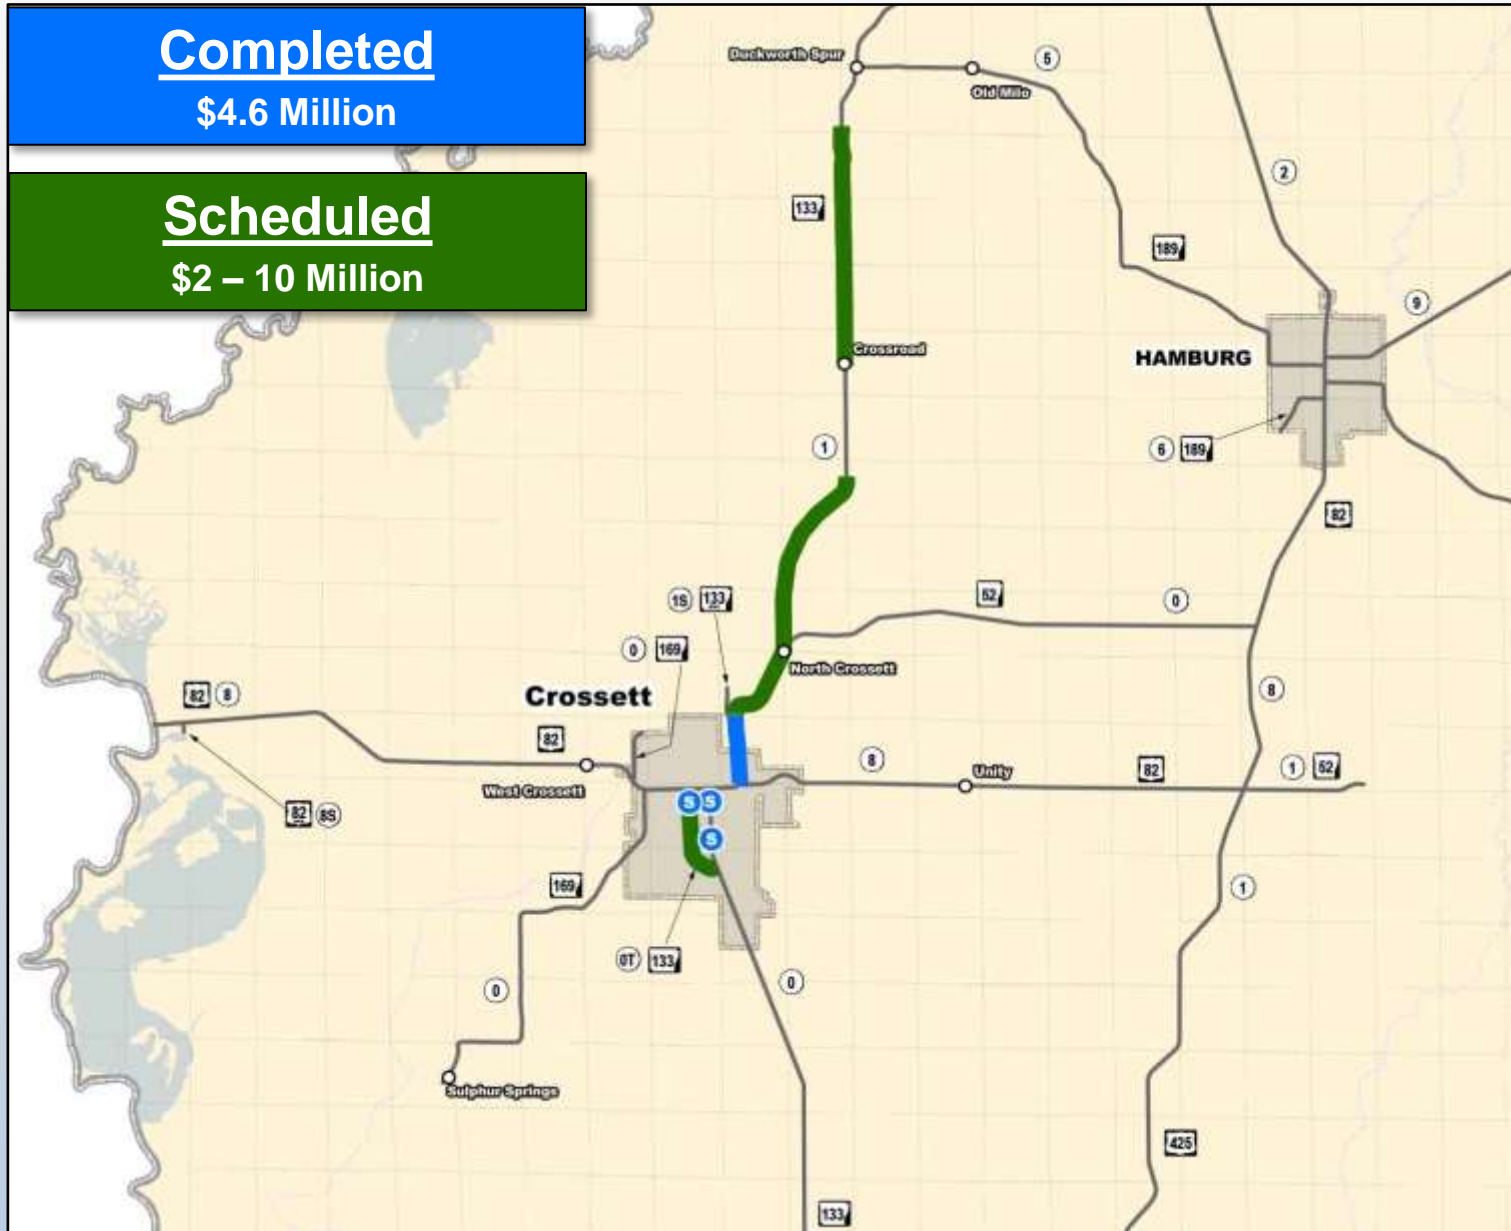 Completed
$4.6 Million
Scheduled
$2 – 10 Million
Duckworth Spur
5
Old Milo
2
133
189
9
Crossroad
HAMBURG
1
6 189
82
1S 133
52
0
0 169
North Crossett
Crossett
82 8
8
82
8
Unity
82
1 52
West Crossett
82 8S
S S
S
169
1
0T 133
0
0
Sulphur Springs
425
133